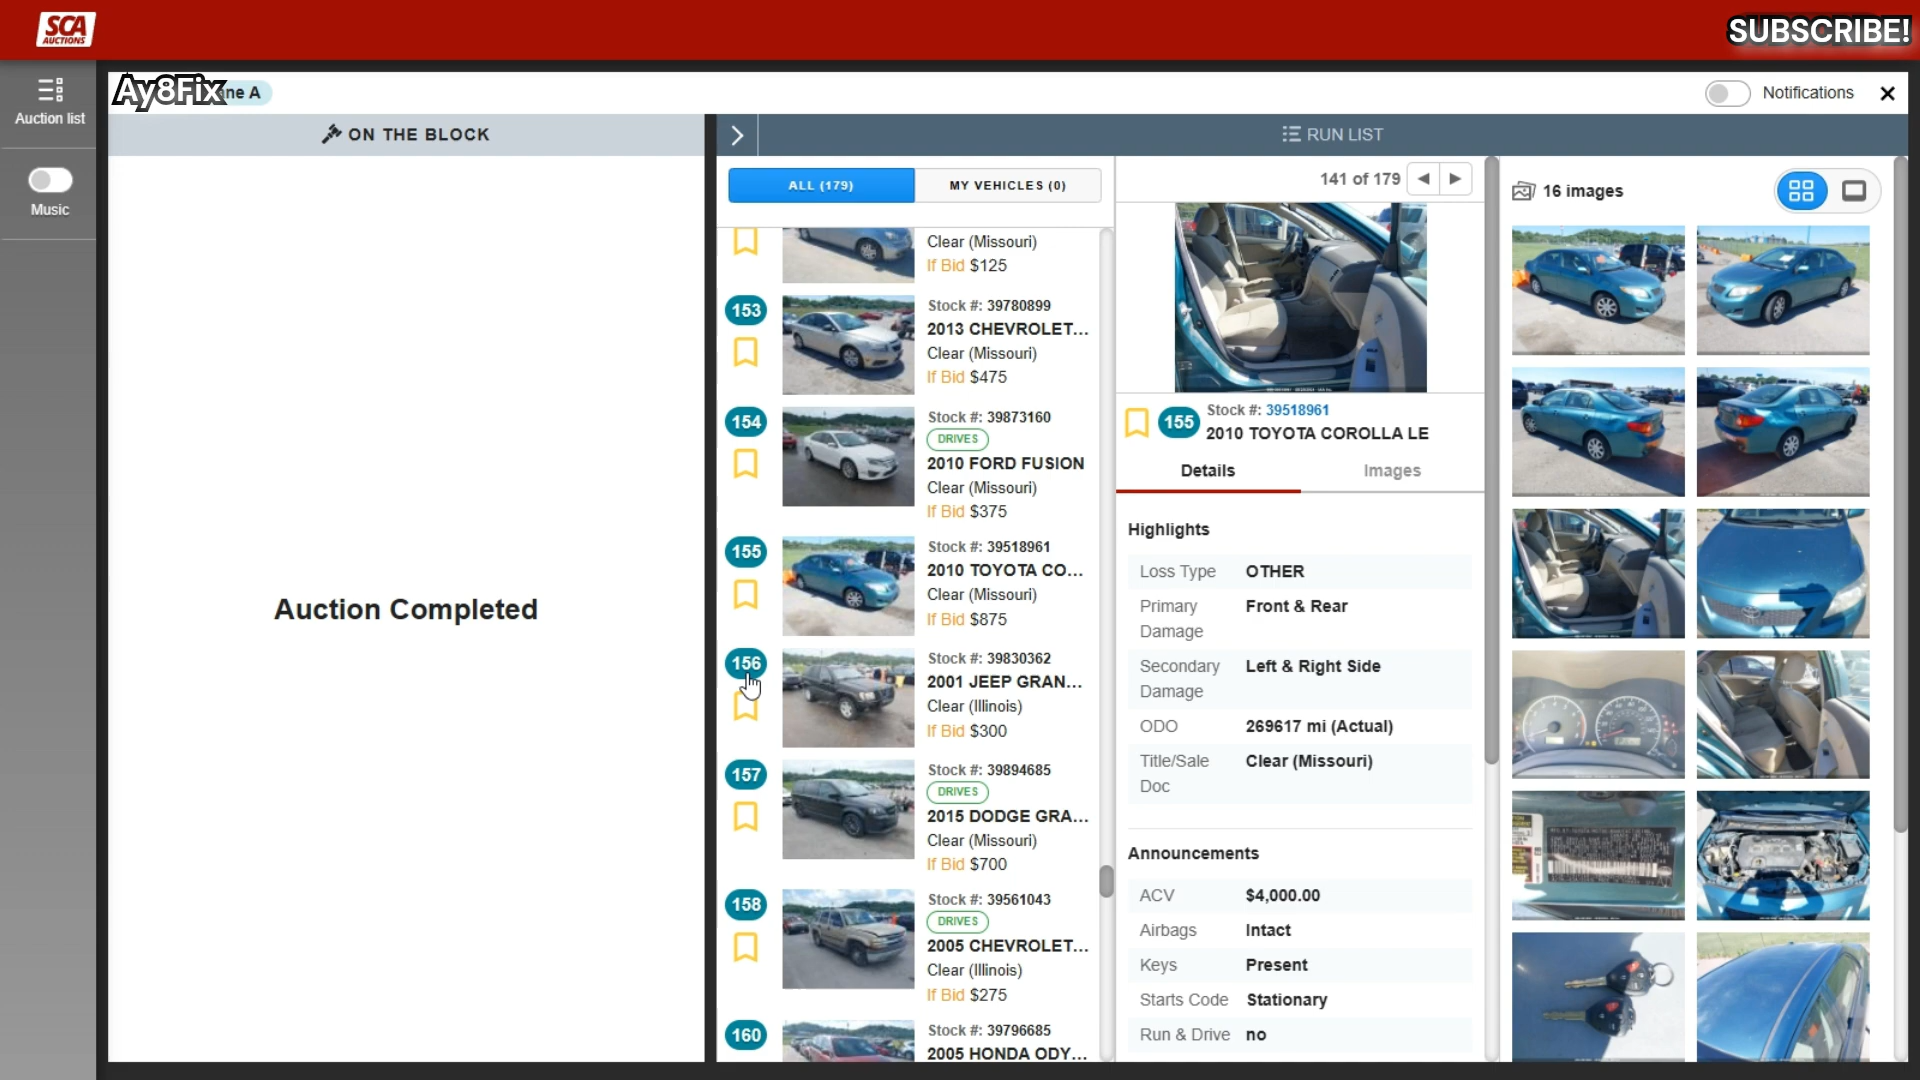 SCA
AUCTIONS
SUBSCRIBE!
Auction list
Music
Ay8Fix
ne A
Notifications
ON THE BLOCK
RUN LIST
Auction Completed
ALL (179)
MY VEHICLES (0)
Clear (Missouri)
If Bid $125
153
Stock #: 39780899
2013 CHEVROLET...
Clear (Missouri)
If Bid $475
154
Stock #: 39873160
DRIVES
2010 FORD FUSION
Clear (Missouri)
If Bid $375
155
Stock #: 39518961
2010 TOYOTA CO...
Clear (Missouri)
If Bid $875
156
Stock #: 39830362
2001 JEEP GRAN...
Clear (Illinois)
If Bid $300
157
Stock #: 39894685
DRIVES
2015 DODGE GRA...
Clear (Missouri)
If Bid $700
158
Stock #: 39561043
DRIVES
2005 CHEVROLET...
Clear (Illinois)
If Bid $275
160
Stock #: 39796685
2005 HONDA ODY...
141 of 179
155
Stock #: 39518961
2010 TOYOTA COROLLA LE
Details
Images
Highlights
Loss Type OTHER
Primary Damage Front & Rear
Secondary Damage Left & Right Side
ODO 269617 mi (Actual)
Title/Sale Doc Clear (Missouri)
Announcements
ACV $4,000.00
Airbags Intact
Keys Present
Starts Code Stationary
Run & Drive no
16 images